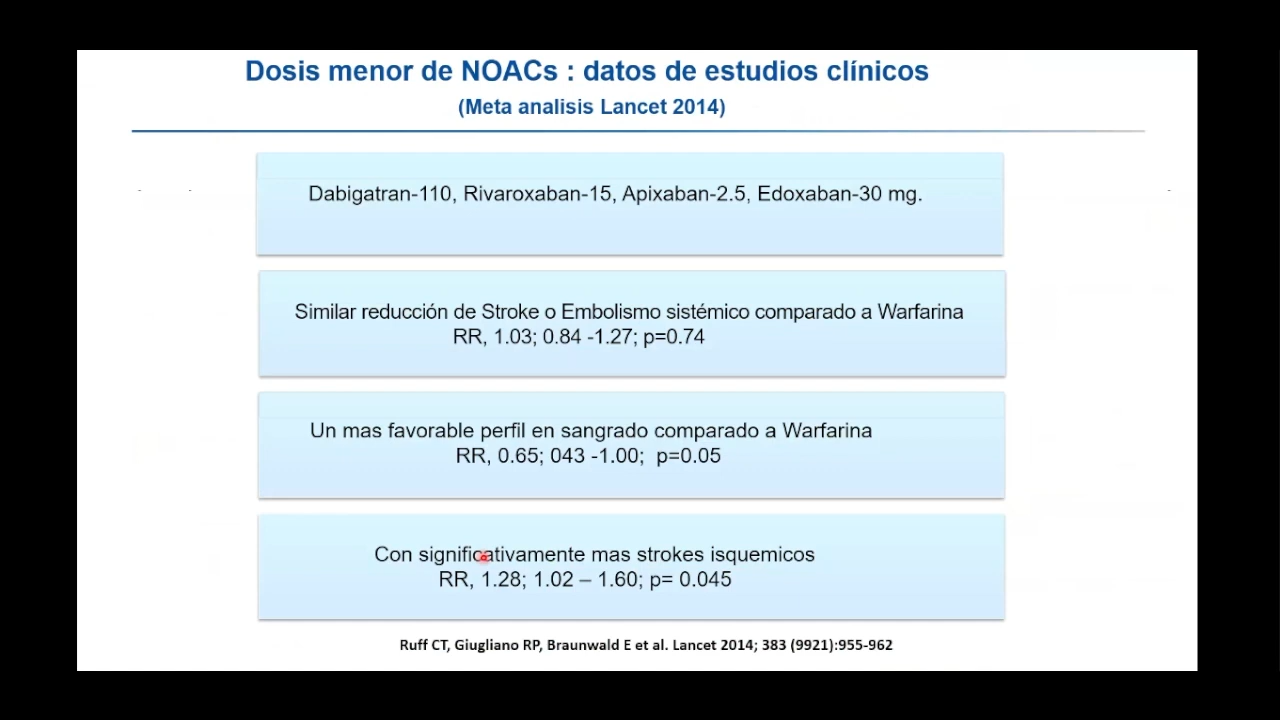 Dosis menor de NOACs : datos de estudios clínicos
(Meta analisis Lancet 2014)
Dabigatran-110, Rivaroxaban-15, Apixaban-2.5, Edoxaban-30 mg.
Similar reducción de Stroke o Embolismo sistémico comparado a Warfarina
RR, 1.03; 0.84 -1.27; p=0.74
Un mas favorable perfil en sangrado comparado a Warfarina
RR, 0.65; 043 -1.00;  p=0.05
Con significativamente mas strokes isquemicos
RR, 1.28; 1.02 – 1.60; p= 0.045
Ruff CT, Giugliano RP, Braunwald E et al. Lancet 2014; 383 (9921):955-962